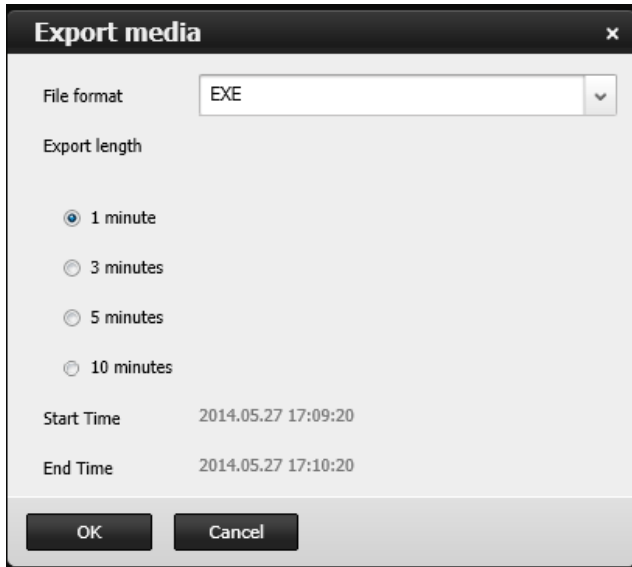 Export media
File format EXE
Export length
1 minute
3 minutes
5 minutes
10 minutes
Start Time 2014.05.27 17:09:20
End Time 2014.05.27 17:10:20
OK Cancel